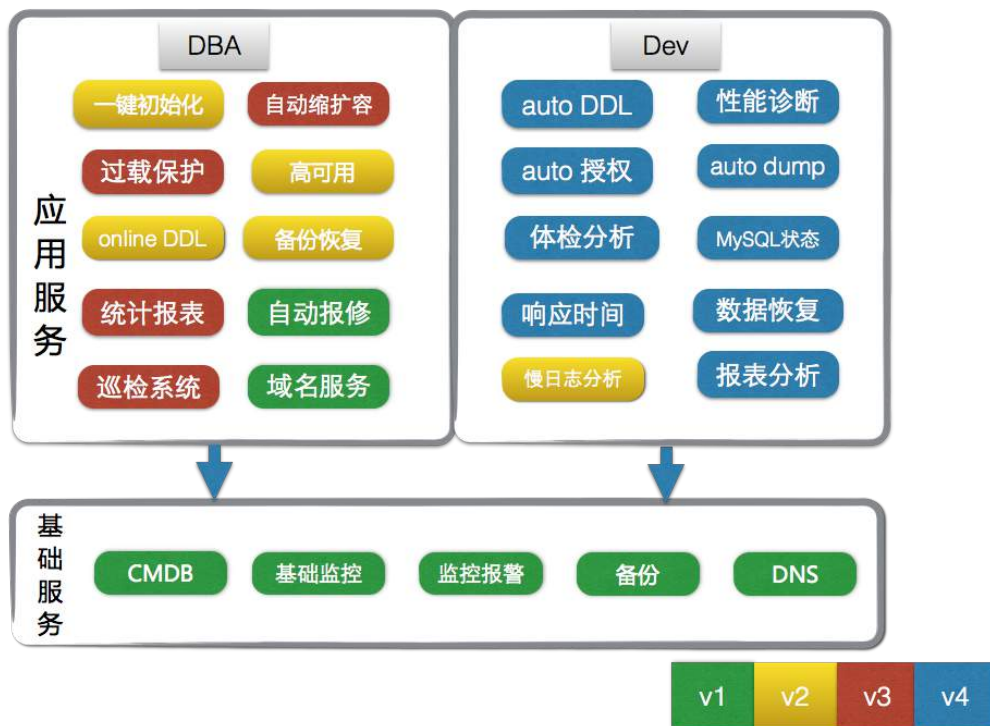 DBA
一键初始化
自动缩扩容
过载保护
高可用
online DDL
备份恢复
统计报表
自动报修
巡检系统
域名服务
应用服务
Dev
auto DDL
性能诊断
auto 授权
auto dump
体检分析
MySQL状态
响应时间
数据恢复
慢日志分析
报表分析
基础服务
CMDB
基础监控
监控报警
备份
DNS
v1
v2
v3
v4